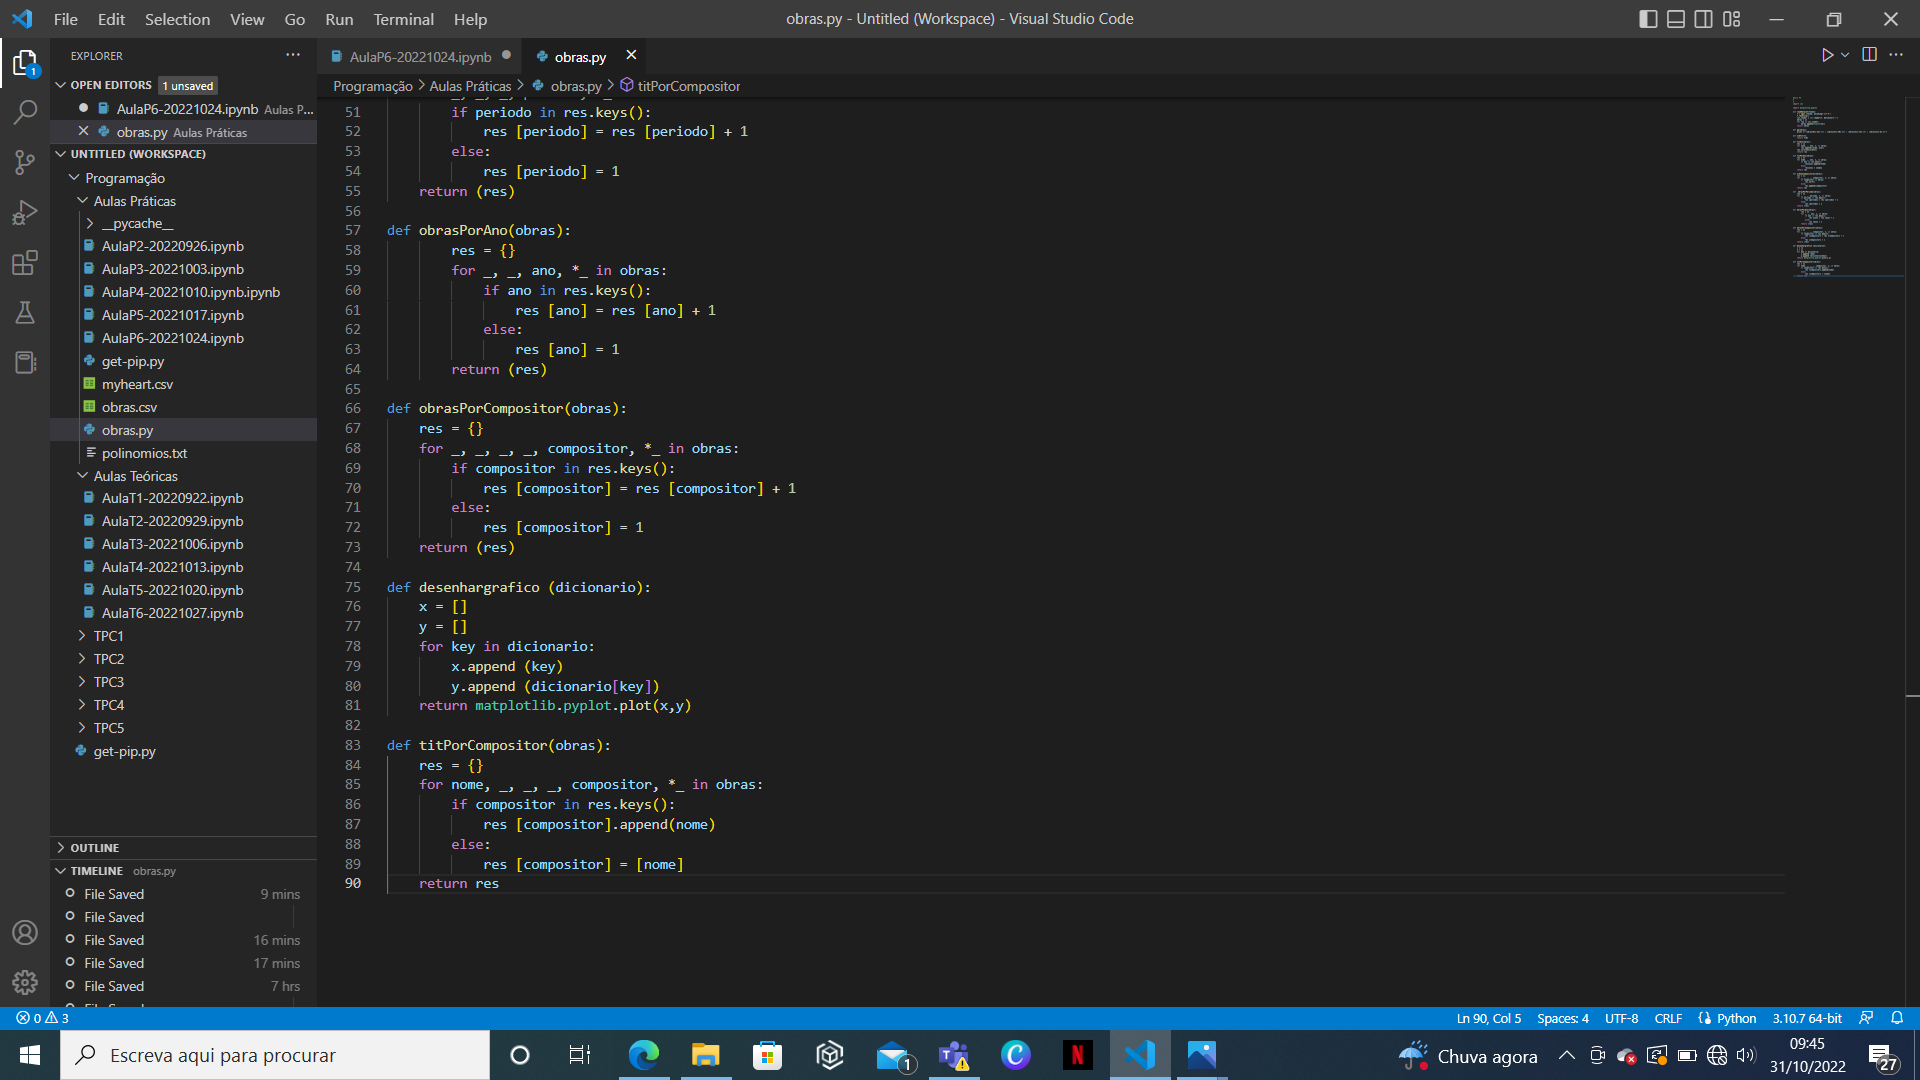 File Edit Selection View Go Run Terminal Help
obras.py - Untitled (Workspace) - Visual Studio Code
EXPLORER
OPEN EDITORS 1 unsaved
AulaP6-20221024.ipynb Aulas P...
obras.py Aulas Práticas
UNTITLED (WORKSPACE)
Programação
Aulas Práticas
__pycache__
AulaP2-20220926.ipynb
AulaP3-20221003.ipynb
AulaP4-20221010.ipynb.ipynb
AulaP5-20221017.ipynb
AulaP6-20221024.ipynb
get-pip.py
myheart.csv
obras.csv
obras.py
polinomios.txt
Aulas Teóricas
AulaT1-20220922.ipynb
AulaT2-20220929.ipynb
AulaT3-20221006.ipynb
AulaT4-20221013.ipynb
AulaT5-20221020.ipynb
AulaT6-20221027.ipynb
TPC1
TPC2
TPC3
TPC4
TPC5
get-pip.py
OUTLINE
TIMELINE obras.py
File Saved 9 mins
File Saved
File Saved 16 mins
File Saved 17 mins
File Saved 7 hrs
AulaP6-20221024.ipynb
obras.py
Programação > Aulas Práticas > obras.py > titPorCompositor
51 if periodo in res.keys():
52 res [periodo] = res [periodo] + 1
53 else:
54 res [periodo] = 1
55 return (res)
56
57 def obrasPorAno(obras):
58 res = {}
59 for _, _, ano, *_ in obras:
60 if ano in res.keys():
61 res [ano] = res [ano] + 1
62 else:
63 res [ano] = 1
64 return (res)
65
66 def obrasPorCompositor(obras):
67 res = {}
68 for _, _, _, _, compositor, *_ in obras:
69 if compositor in res.keys():
70 res [compositor] = res [compositor] + 1
71 else:
72 res [compositor] = 1
73 return (res)
74
75 def desenhargrafico (dicionario):
76 x = []
77 y = []
78 for key in dicionario:
79 x.append (key)
80 y.append (dicionario[key])
81 return matplotlib.pyplot.plot(x,y)
82
83 def titPorCompositor(obras):
84 res = {}
85 for nome, _, _, _, compositor, *_ in obras:
86 if compositor in res.keys():
87 res [compositor].append(nome)
88 else:
89 res [compositor] = [nome]
90 return res
1
0 3
Ln 90, Col 5 Spaces: 4 UTF-8 CRLF Python 3.10.7 64-bit
Escreva aqui para procurar
1
Chuva agora
09:45
31/10/2022
27